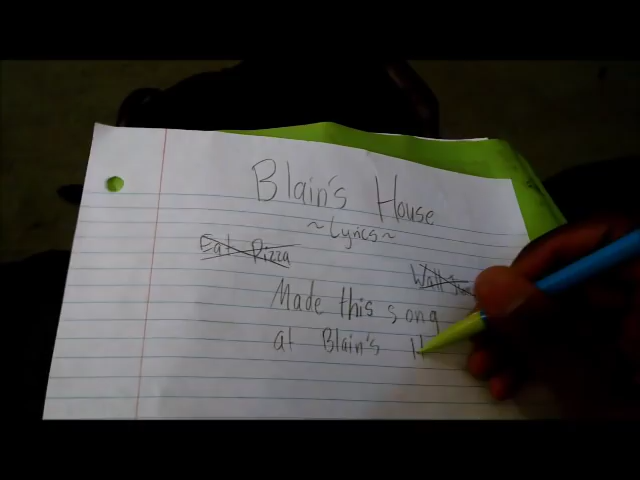 Blain's House
~Lyrics~
Eat Pizza
Made this song
at Blain's H